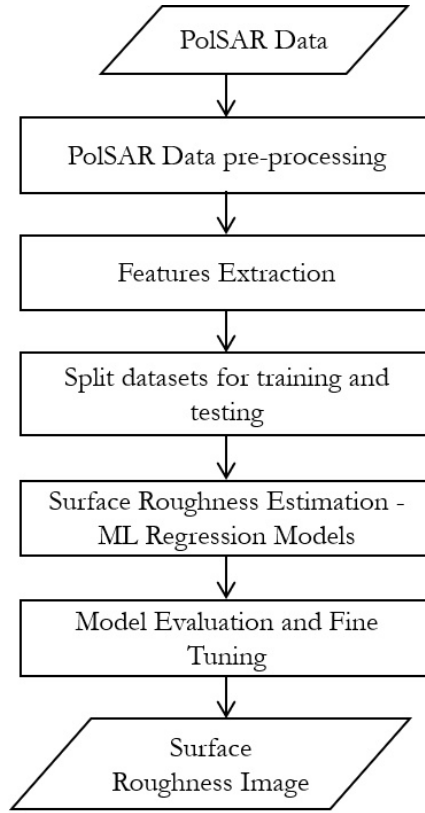 PolSAR Data
PolSAR Data pre-processing
Features Extraction
Split datasets for training and
testing
Surface Roughness Estimation -
ML Regression Models
Model Evaluation and Fine
Tuning
Surface
Roughness Image